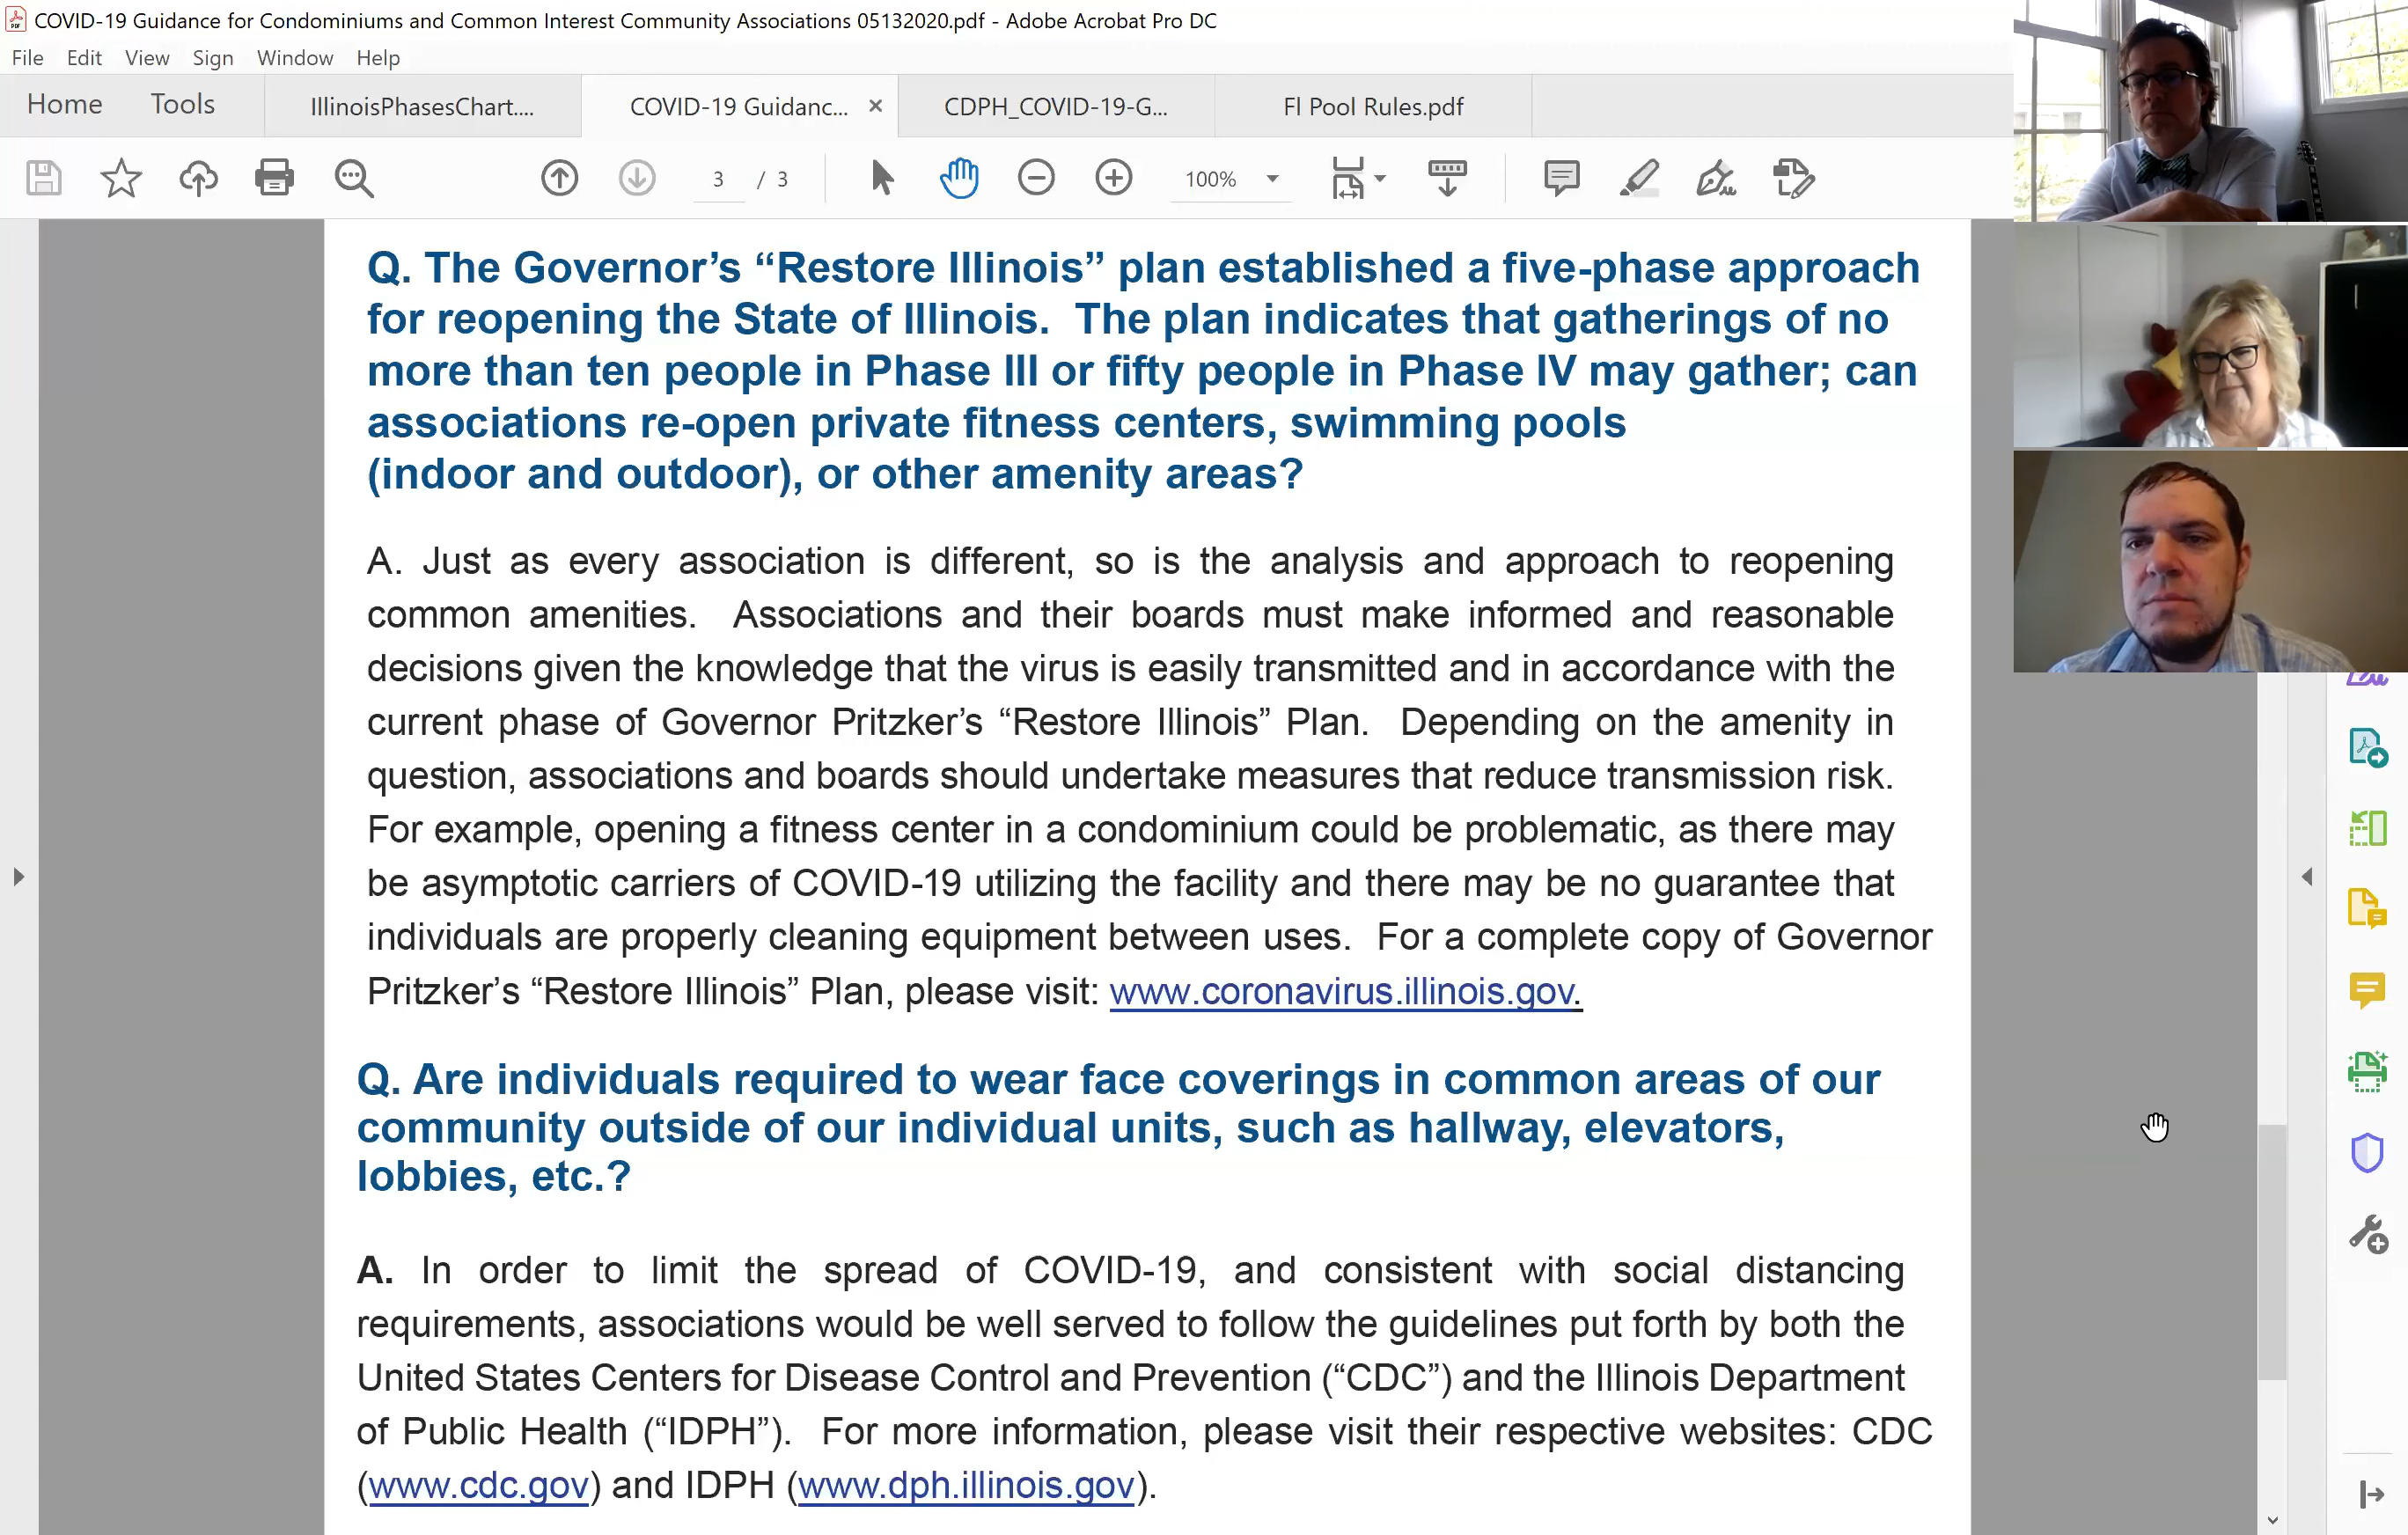 COVID-19 Guidance for Condominiums and Common Interest Community Associations 05132020.pdf - Adobe Acrobat Pro DC
File Edit View Sign Window Help
Home Tools IllinoisPhasesChart.... COVID-19 Guidanc... × CDPH_COVID-19-G... Fl Pool Rules.pdf
3 / 3 100%
Q. The Governor’s “Restore Illinois” plan established a five-phase approach
for reopening the State of Illinois. The plan indicates that gatherings of no
more than ten people in Phase III or fifty people in Phase IV may gather; can
associations re-open private fitness centers, swimming pools
(indoor and outdoor), or other amenity areas?
A. Just as every association is different, so is the analysis and approach to reopening
common amenities. Associations and their boards must make informed and reasonable
decisions given the knowledge that the virus is easily transmitted and in accordance with the
current phase of Governor Pritzker’s “Restore Illinois” Plan. Depending on the amenity in
question, associations and boards should undertake measures that reduce transmission risk.
For example, opening a fitness center in a condominium could be problematic, as there may
be asymptotic carriers of COVID-19 utilizing the facility and there may be no guarantee that
individuals are properly cleaning equipment between uses. For a complete copy of Governor
Pritzker’s “Restore Illinois” Plan, please visit: www.coronavirus.illinois.gov.
Q. Are individuals required to wear face coverings in common areas of our
community outside of our individual units, such as hallway, elevators,
lobbies, etc.?
A. In order to limit the spread of COVID-19, and consistent with social distancing
requirements, associations would be well served to follow the guidelines put forth by both the
United States Centers for Disease Control and Prevention (“CDC”) and the Illinois Department
of Public Health (“IDPH”). For more information, please visit their respective websites: CDC
(www.cdc.gov) and IDPH (www.dph.illinois.gov).